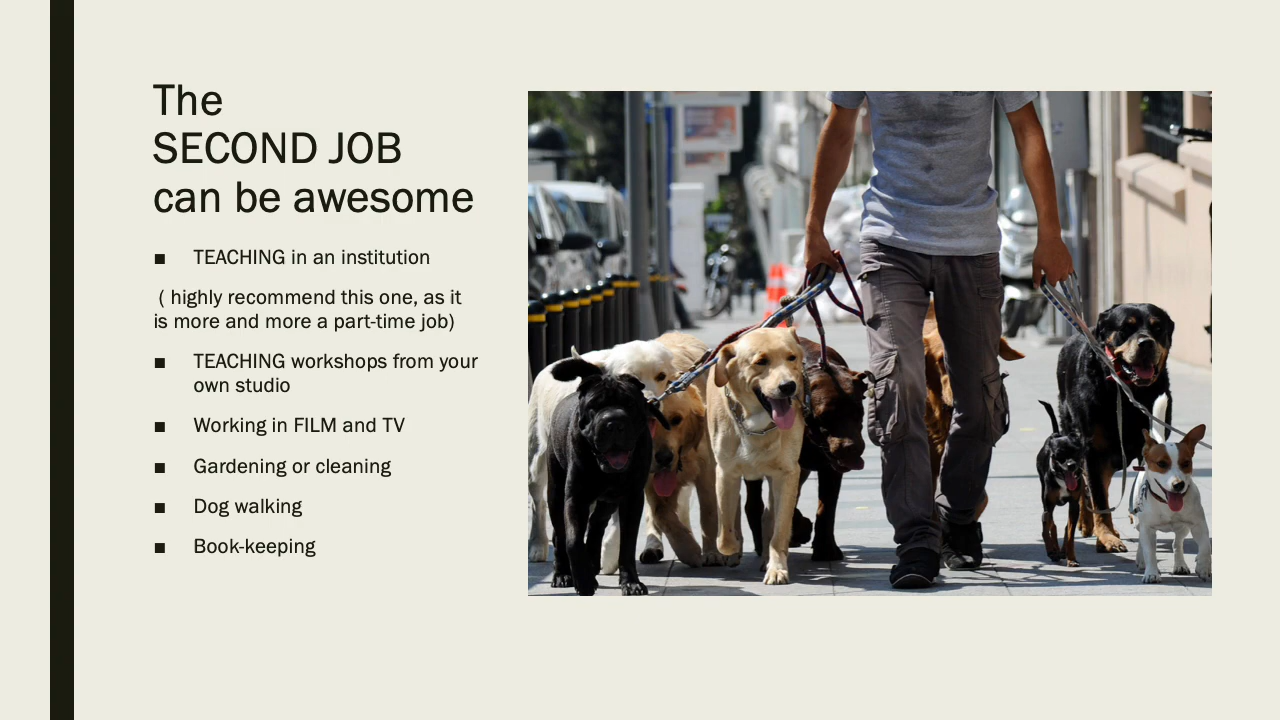 The
SECOND JOB
can be awesome
▪ TEACHING in an institution
( highly recommend this one, as it
is more and more a part-time job)
▪ TEACHING workshops from your
own studio
▪ Working in FILM and TV
▪ Gardening or cleaning
▪ Dog walking
▪ Book-keeping